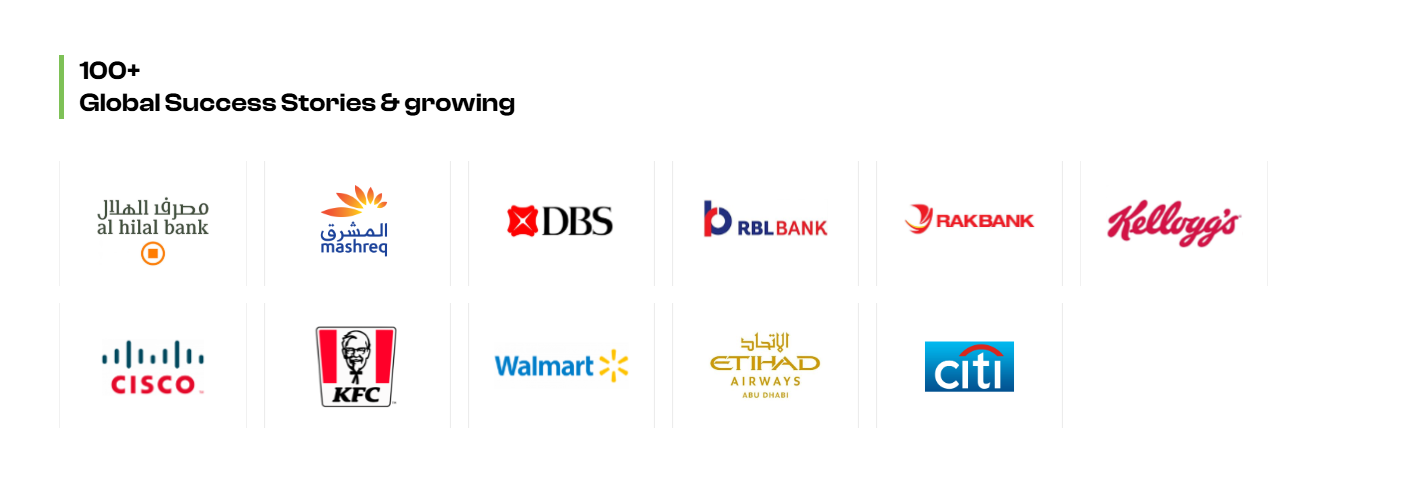 100+
Global Success Stories & growing
مصرف الهلال
al hilal bank
المشرق
mashreq
DBS
RBL BANK
RAKBANK
Kellogg's
CISCO
KFC
Walmart
الإتحاد
ETIHAD
AIRWAYS
ABU DHABI
citi